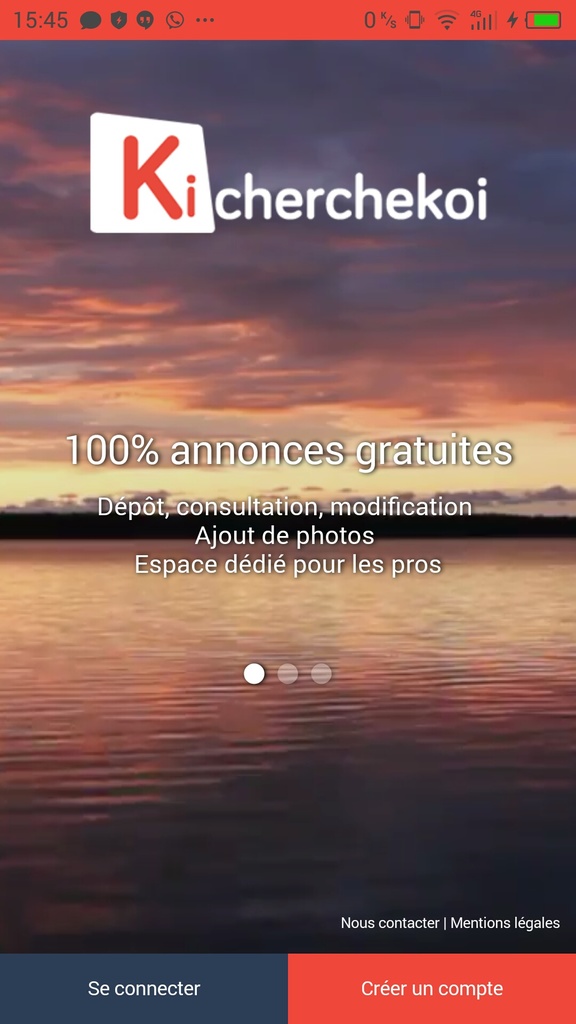 15:45 0 K/s 4G
Kicherchekoi
100% annonces gratuites
Dépôt, consultation, modification
Ajout de photos
Espace dédié pour les pros
Nous contacter | Mentions légales
Se connecter Créer un compte